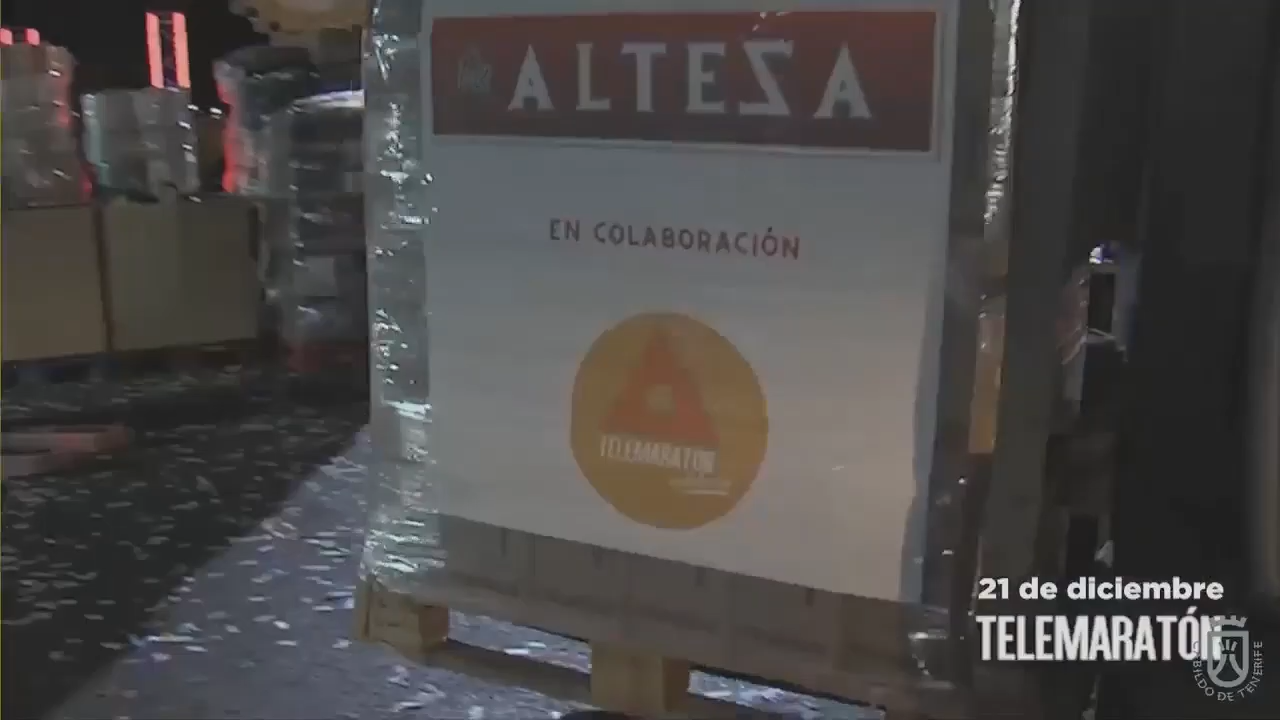 ALTEZA
EN COLABORACIÓN
TELEMARATÓN
21 de diciembre
TELEMARATÓN
CABILDO DE TENERIFE